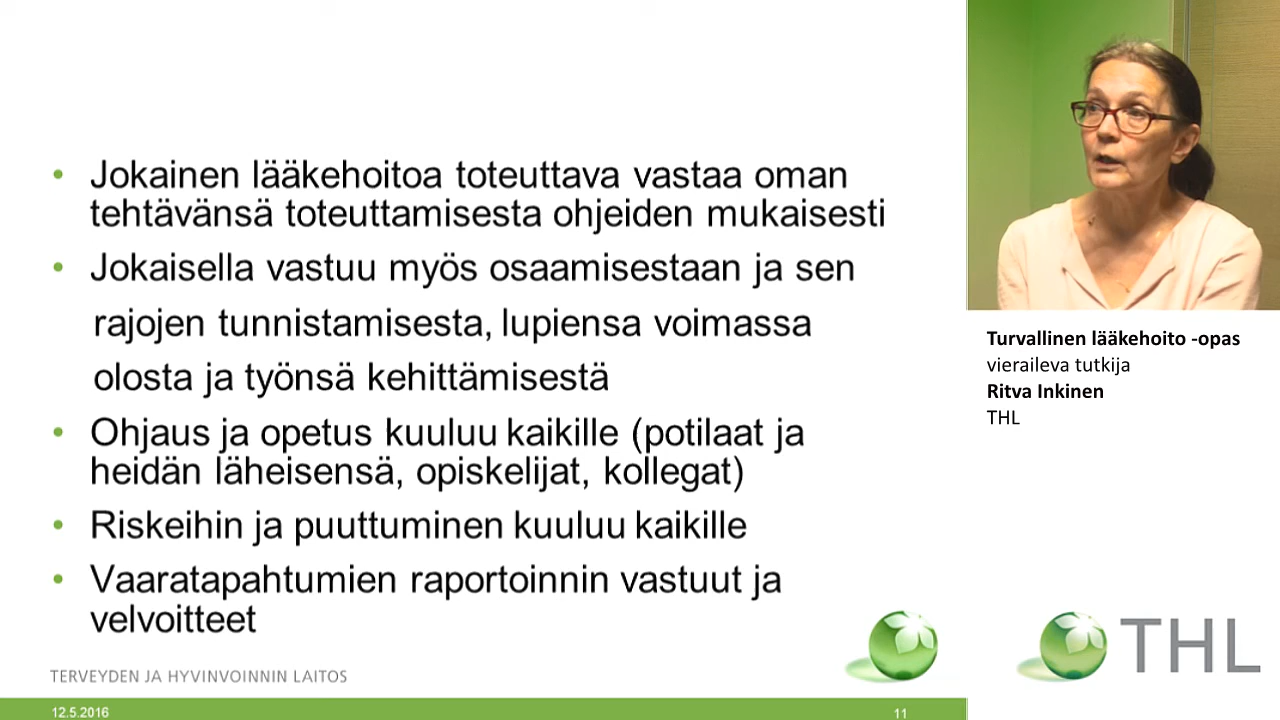 • Jokainen lääkehoitoa toteuttava vastaa oman
tehtävänsä toteuttamisesta ohjeiden mukaisesti
• Jokaisella vastuu myös osaamisestaan ja sen
rajojen tunnistamisesta, lupiensa voimassa
olosta ja työnsä kehittämisestä
• Ohjaus ja opetus kuuluu kaikille (potilaat ja
heidän läheisensä, opiskelijat, kollegat)
• Riskeihin ja puuttuminen kuuluu kaikille
• Vaaratapahtumien raportoinnin vastuut ja
velvoitteet
TERVEYDEN JA HYVINVOINNIN LAITOS
12.5.2016
11
Turvallinen lääkehoito -opas
vieraileva tutkija
Ritva Inkinen
THL
THL